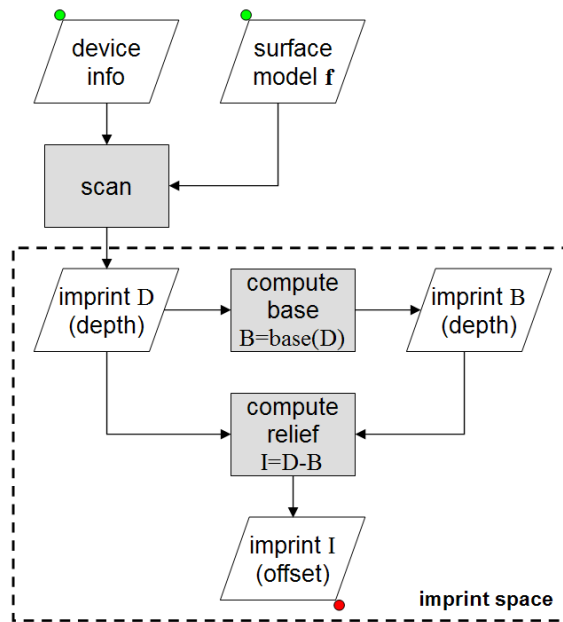 device
info
surface
model f
scan
imprint D
(depth)
compute
base
B=base(D)
imprint B
(depth)
compute
relief
I=D-B
imprint I
(offset)
imprint space